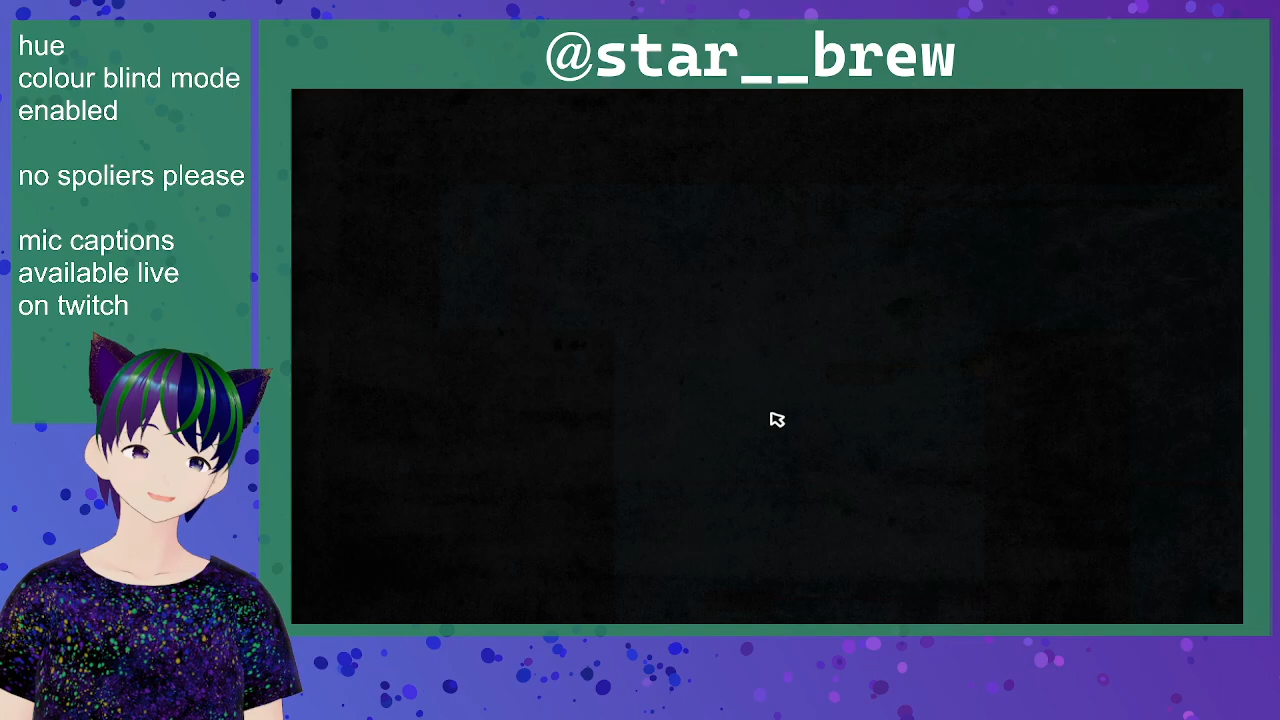 hue
colour blind mode
enabled
no spoliers please
mic captions
available live
on twitch
@star__brew